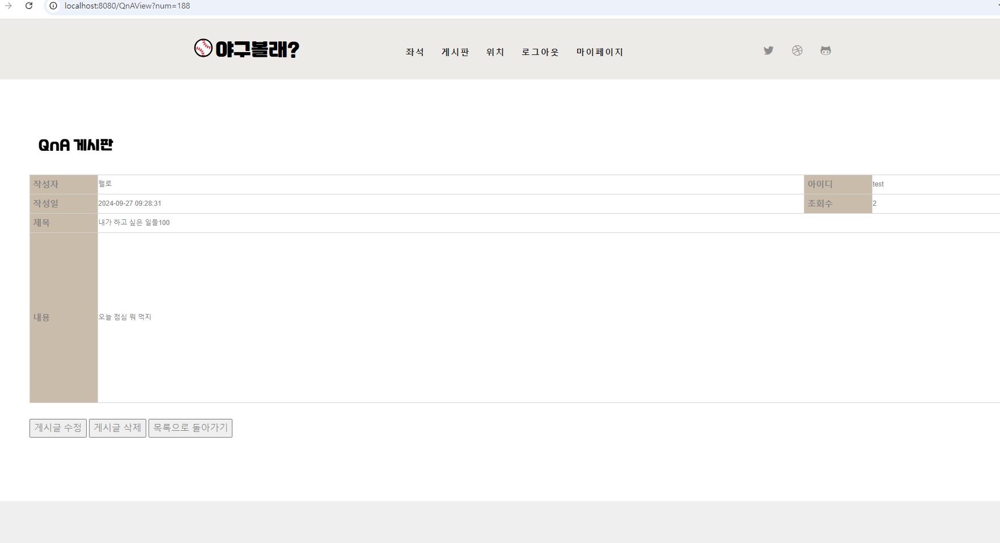 localhost:8080/QnAView?num=188
야구볼래?
좌석 게시판 위치 로그아웃 마이페이지
QnA 게시판
작성자 헬로 아이디 test
작성일 2024-09-27 09:28:31 조회수 2
제목 내가 하고 싶은 일들100
내용 오늘 점심 뭐 먹지
게시글 수정 게시글 삭제 목록으로 돌아가기